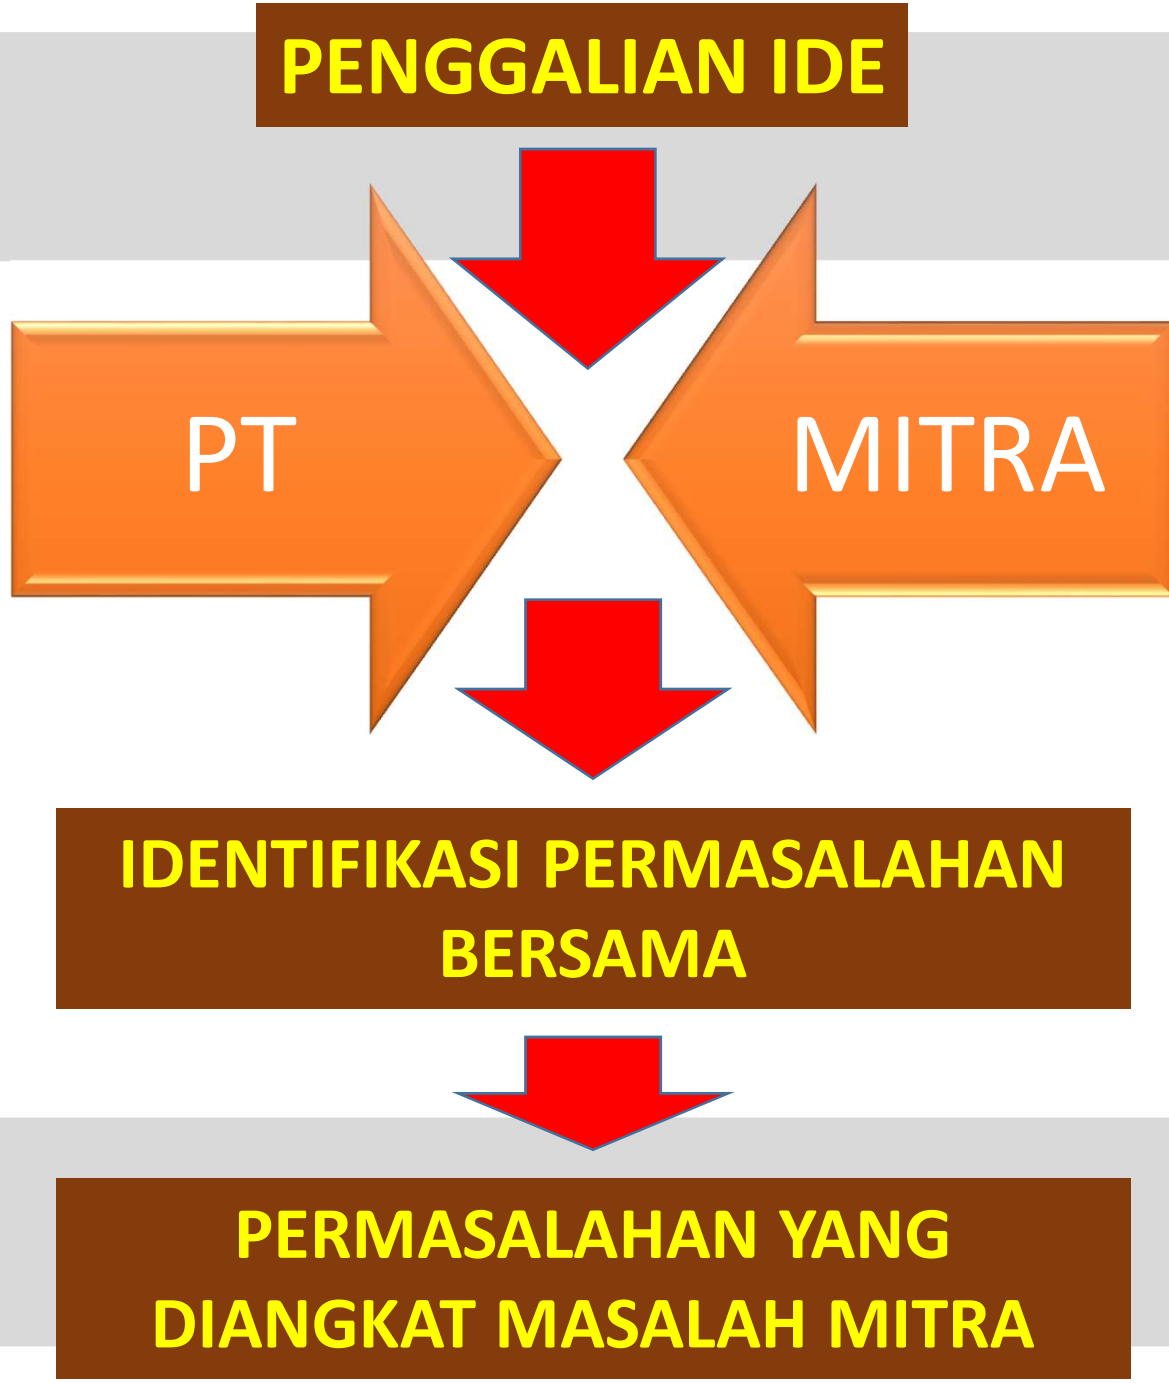 PENGGALIAN IDE
PT
MITRA
IDENTIFIKASI PERMASALAHAN
BERSAMA
PERMASALAHAN YANG
DIANGKAT MASALAH MITRA